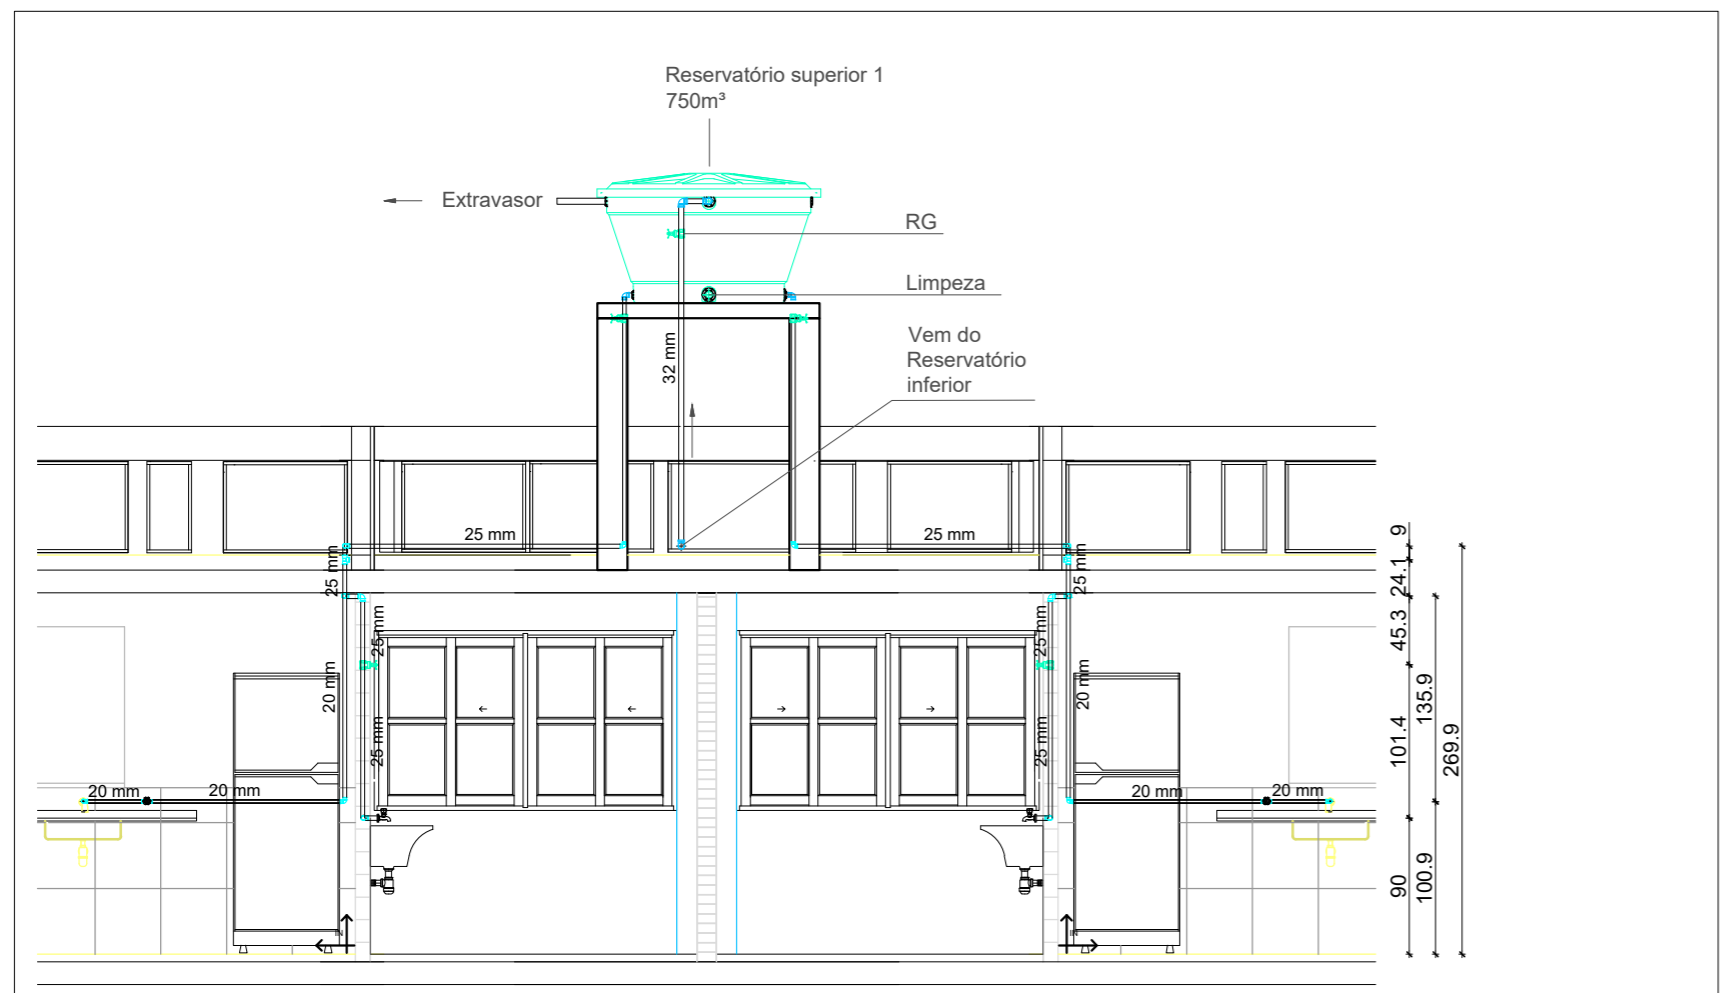 Reservatório superior 1
750m³
Extravasor
RG
Limpeza
Vem do
Reservatório
inferior
32 mm
25 mm
25 mm
25 mm
25 mm
25 mm
25 mm
20 mm
20 mm
25 mm
25 mm
20 mm
20 mm
20 mm
20 mm
IN
IN
9
24.1
45.3
101.4
90
135.9
100.9
269.9